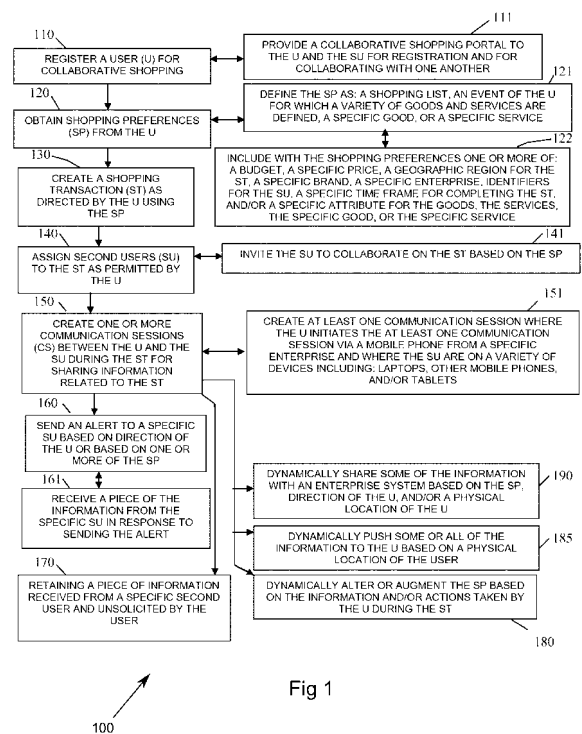 110
REGISTER A USER (U) FOR
COLLABORATIVE SHOPPING
111
PROVIDE A COLLABORATIVE SHOPPING PORTAL TO
THE U AND THE SU FOR REGISTRATION AND FOR
COLLABORATING WITH ONE ANOTHER
120
OBTAIN SHOPPING PREFERENCES
(SP) FROM THE U
121
DEFINE THE SP AS: A SHOPPING LIST, AN EVENT OF THE U
FOR WHICH A VARIETY OF GOODS AND SERVICES ARE
DEFINED, A SPECIFIC GOOD, OR A SPECIFIC SERVICE
122
INCLUDE WITH THE SHOPPING PREFERENCES ONE OR MORE OF:
A BUDGET, A SPECIFIC PRICE, A GEOGRAPHIC REGION FOR THE
ST, A SPECIFIC BRAND, A SPECIFIC ENTERPRISE, IDENTIFIERS
FOR THE SU, A SPECIFIC TIME FRAME FOR COMPLETING THE ST,
AND/OR A SPECIFIC ATTRIBUTE FOR THE GOODS, THE SERVICES,
THE SPECIFIC GOOD, OR THE SPECIFIC SERVICE
130
CREATE A SHOPPING
TRANSACTION (ST) AS
DIRECTED BY THE U USING
THE SP
140
ASSIGN SECOND USERS (SU)
TO THE ST AS PERMITTED BY
THE U
141
INVITE THE SU TO COLLABORATE ON THE ST BASED ON THE SP
150
CREATE ONE OR MORE
COMMUNICATION SESSIONS (CS)
BETWEEN THE U AND THE SU
DURING THE ST FOR
SHARING INFORMATION
RELATED TO THE ST
151
CREATE AT LEAST ONE COMMUNICATION SESSION WHERE
THE U INITIATES THE AT LEAST ONE COMMUNICATION
SESSION VIA A MOBILE PHONE FROM A SPECIFIC
ENTERPRISE AND WHERE THE SU ARE ON A VARIETY OF
DEVICES INCLUDING: LAPTOPS, OTHER MOBILE PHONES,
AND/OR TABLETS
160
SEND AN ALERT TO A SPECIFIC
SU BASED ON DIRECTION OF
THE U OR BASED ON ONE OR
MORE OF THE SP
161
RECEIVE A PIECE OF THE
INFORMATION FROM THE
SPECIFIC SU IN RESPONSE TO
SENDING THE ALERT
170
RETAINING A PIECE OF INFORMATION
RECEIVED FROM A SPECIFIC SECOND
USER AND UNSOLICITED BY THE
USER
DYNAMICALLY SHARE SOME OF THE INFORMATION
WITH AN ENTERPRISE SYSTEM BASED ON THE SP,
DIRECTION OF THE U, AND/OR A PHYSICAL
LOCATION OF THE U
190
DYNAMICALLY PUSH SOME OR ALL OF THE
INFORMATION TO THE U BASED ON A PHYSICAL
LOCATION OF THE USER
185
DYNAMICALLY ALTER OR AUGMENT THE SP BASED
ON THE INFORMATION AND/OR ACTIONS TAKEN BY
THE U DURING THE ST
180
100
Fig 1